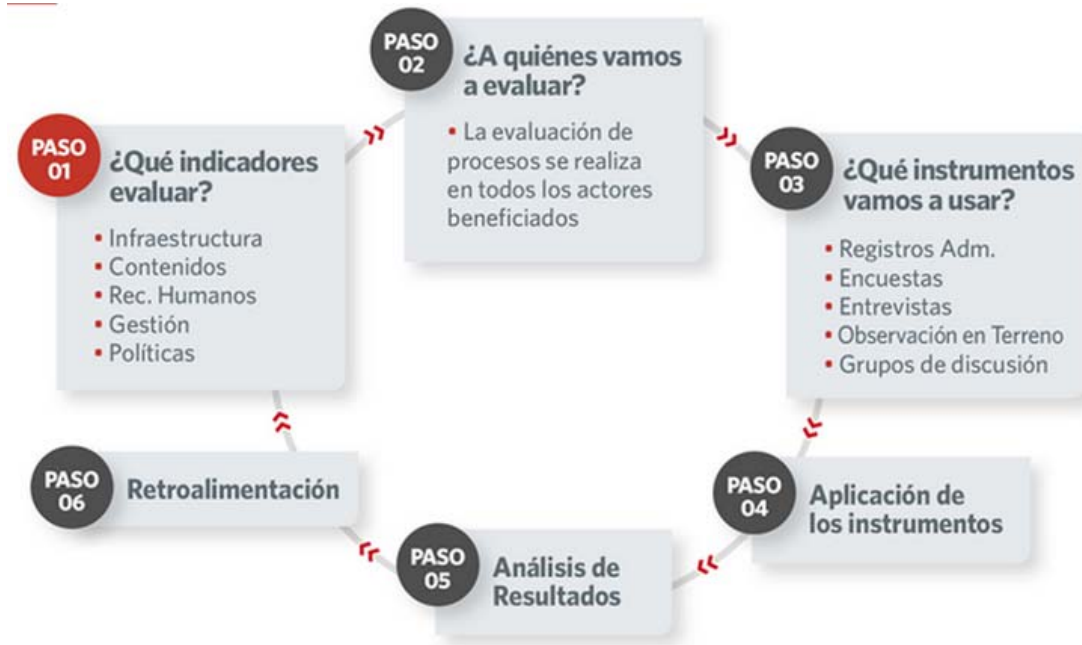 PASO
01
¿Qué indicadores
evaluar?
• Infraestructura
• Contenidos
• Rec. Humanos
• Gestión
• Políticas
PASO
02
¿A quiénes vamos
a evaluar?
• La evaluación de
procesos se realiza
en todos los actores
beneficiados
PASO
03
¿Qué instrumentos
vamos a usar?
• Registros Adm.
• Encuestas
• Entrevistas
• Observación en Terreno
• Grupos de discusión
PASO
04
Aplicación de
los instrumentos
PASO
05
Análisis de
Resultados
PASO
06
Retroalimentación